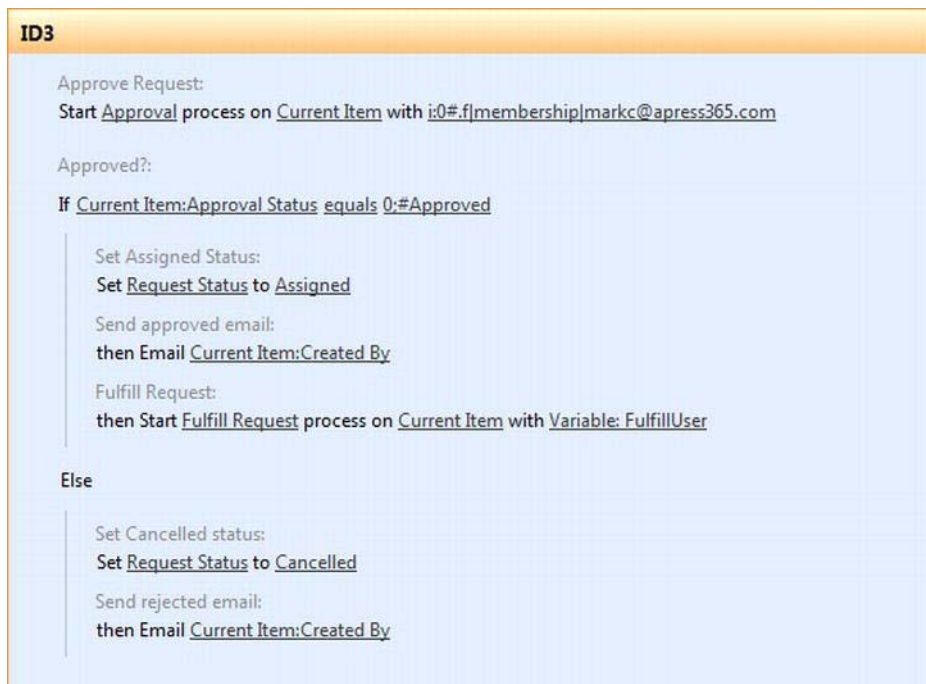 ID3
Approve Request:
Start Approval process on Current Item with i:0#.f|membership|markc@apress365.com
Approved?:
If Current Item:Approval Status equals 0;#Approved
Set Assigned Status:
Set Request Status to Assigned
Send approved email:
then Email Current Item:Created By
Fulfill Request:
then Start Fulfill Request process on Current Item with Variable: FulfillUser
Else
Set Cancelled status:
Set Request Status to Cancelled
Send rejected email:
then Email Current Item:Created By